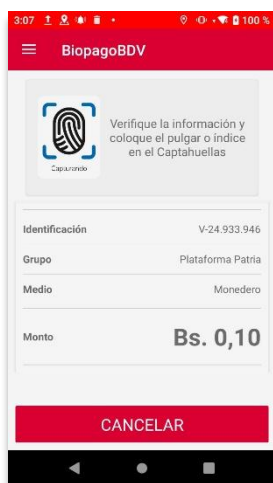 3:07 100 %
BiopagoBDV
Verifique la información y
coloque el pulgar o índice
en el Captahuellas
Capturando
Identificación V-24.933.946
Grupo Plataforma Patria
Medio Monedero
Monto Bs. 0,10
CANCELAR